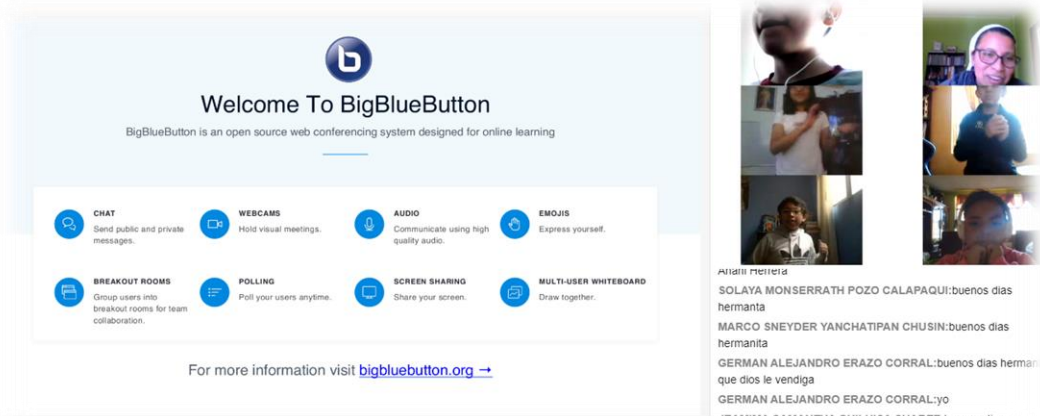 b
Welcome To BigBlueButton
BigBlueButton is an open source web conferencing system designed for online learning
CHAT
Send public and private
messages.
WEBCAMS
Hold visual meetings.
AUDIO
Communicate using high
quality audio.
EMOJIS
Express yourself.
BREAKOUT ROOMS
Group users into
breakout rooms for team
collaboration.
POLLING
Poll your users anytime.
SCREEN SHARING
Share your screen.
MULTI-USER WHITEBOARD
Draw together.
For more information visit bigbluebutton.org →
Herrera
SOLAYA MONSERRATH POZO CALAPAQUI:buenos dias
hermanta
MARCO SNEYDER YANCHATIPAN CHUSIN:buenos dias
hermanita
GERMAN ALEJANDRO ERAZO CORRAL:buenos dias herman
que dios le vendiga
GERMAN ALEJANDRO ERAZO CORRAL:yo